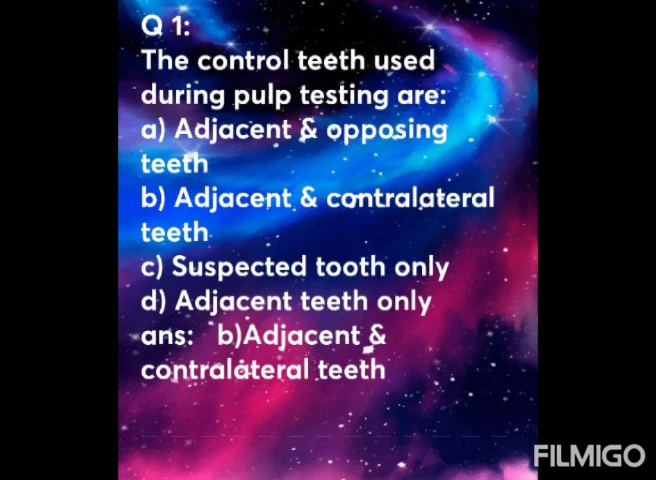 Q 1:
The control teeth used
during pulp testing are:
a) Adjacent & opposing
teeth
b) Adjacent & contralateral
teeth
c) Suspected tooth only
d) Adjacent teeth only
ans:   b)Adjacent &
contralateral teeth
FILMIGO